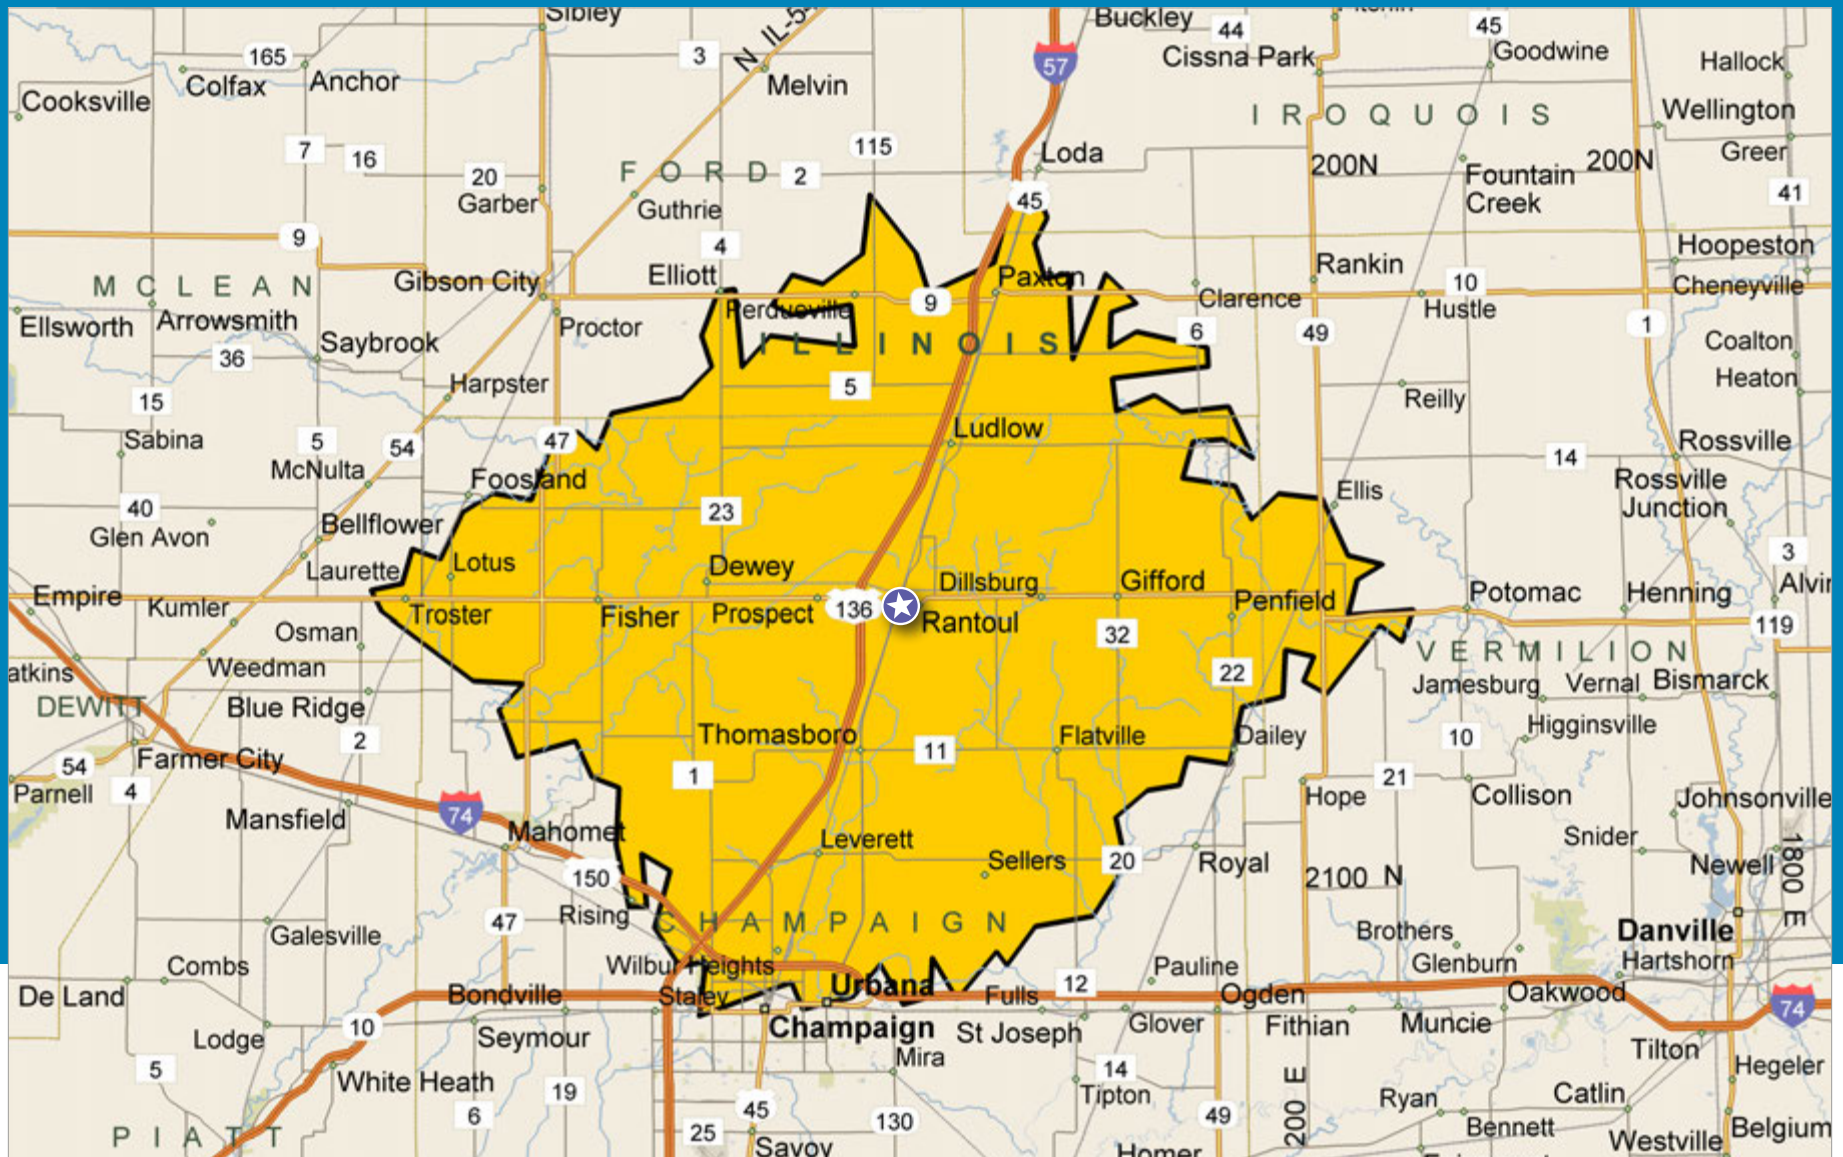 Sibley
Buckley
44
45
Goodwine
165
3
N IL-54
57
Cissna Park
Hallock
Colfax
Anchor
Melvin
Cooksville
IROQUOIS
Wellington
7
16
115
Loda
200N
200N
Greer
20
FORD
2
Fountain
Creek
41
Garber
Guthrie
45
9
4
Hoopeston
MCLEAN
Gibson City
Elliott
Paxton
Rankin
10
Cheneyville
Perdueville
9
Clarence
Hustle
Ellsworth
Arrowsmith
Proctor
6
49
1
Saybrook
ILLINOIS
Coalton
36
Harpster
5
Heaton
15
Reilly
Sabina
5
54
47
Ludlow
Rossville
McNulta
Foosland
14
Rossville
Junction
40
23
Ellis
Glen Avon
Bellflower
3
Laurette
Lotus
Dewey
Dillsburg
Gifford
Potomac
Henning
Empire
Kumler
Troster
Fisher
Prospect
136
Rantoul
Penfield
Osman
32
119
atkins
Weedman
22
VERMILION
DEWITT
Blue Ridge
Jamesburg
Vernal
Bismarck
2
Thomasboro
11
Flatville
Dailey
10
Higginsville
54
Farmer City
1
21
Parnell
4
Hope
Collison
Johnsonville
Mansfield
74
Mahomet
Leverett
Snider
150
Sellers
20
Royal
Newell
1800 E
2100 N
47
Rising
CHAMPAIGN
Brothers
Danville
Galesville
Glenburn
Hartshorn
Combs
Wilbur Heights
Pauline
De Land
Bondville
Staley
Urbana
Fulls
12
Ogden
Oakwood
74
10
Champaign
St Joseph
Glover
Fithian
Muncie
Lodge
Seymour
Mira
Tilton
5
White Heath
14
Hegeler
19
Tipton
200 E
Ryan
Catlin
6
45
130
49
Bennett
Belgium
PIATT
25
Savoy
Homer
Westville